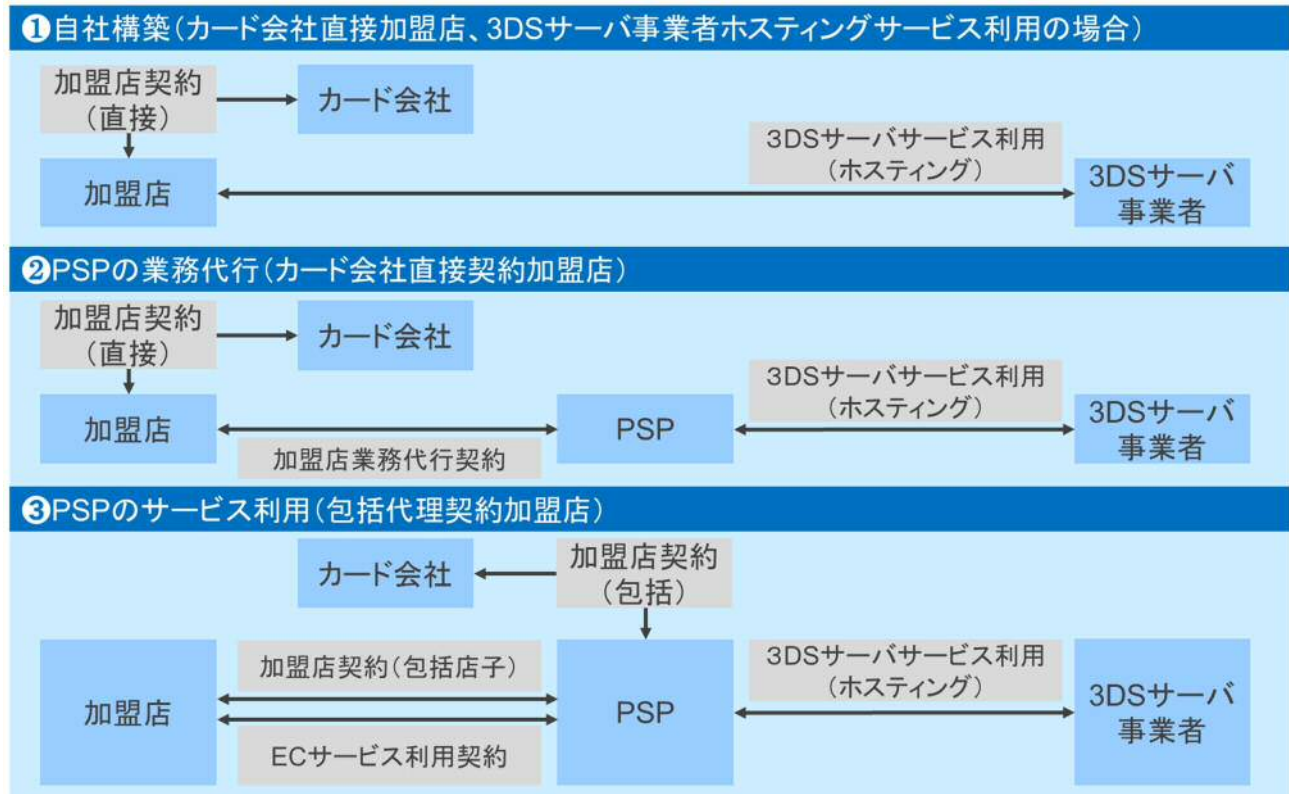 ❶自社構築(カード会社直接加盟店、3DSサーバ事業者ホスティングサービス利用の場合)
加盟店契約
(直接)
カード会社
3DSサーバサービス利用
(ホスティング)
加盟店
3DSサーバ
事業者
❷PSPの業務代行(カード会社直接契約加盟店)
加盟店契約
(直接)
カード会社
3DSサーバサービス利用
(ホスティング)
加盟店
PSP
3DSサーバ
事業者
加盟店業務代行契約
❸PSPのサービス利用(包括代理契約加盟店)
カード会社
加盟店契約
(包括)
加盟店契約(包括店子)
3DSサーバサービス利用
(ホスティング)
加盟店
PSP
3DSサーバ
事業者
ECサービス利用契約